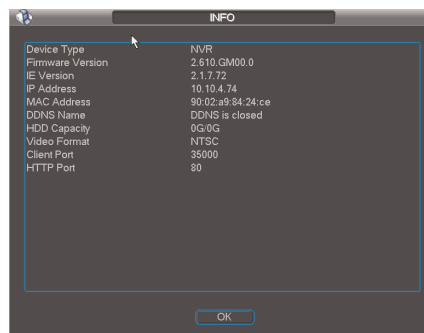 INFO
Device Type NVR
Firmware Version 2.610.GM00.0
IE Version 2.1.7.72
IP Address 10.10.4.74
MAC Address 90:02:a9:84:24:ce
DDNS Name DDNS is closed
HDD Capacity 0G/0G
Video Format NTSC
Client Port 35000
HTTP Port 80
OK